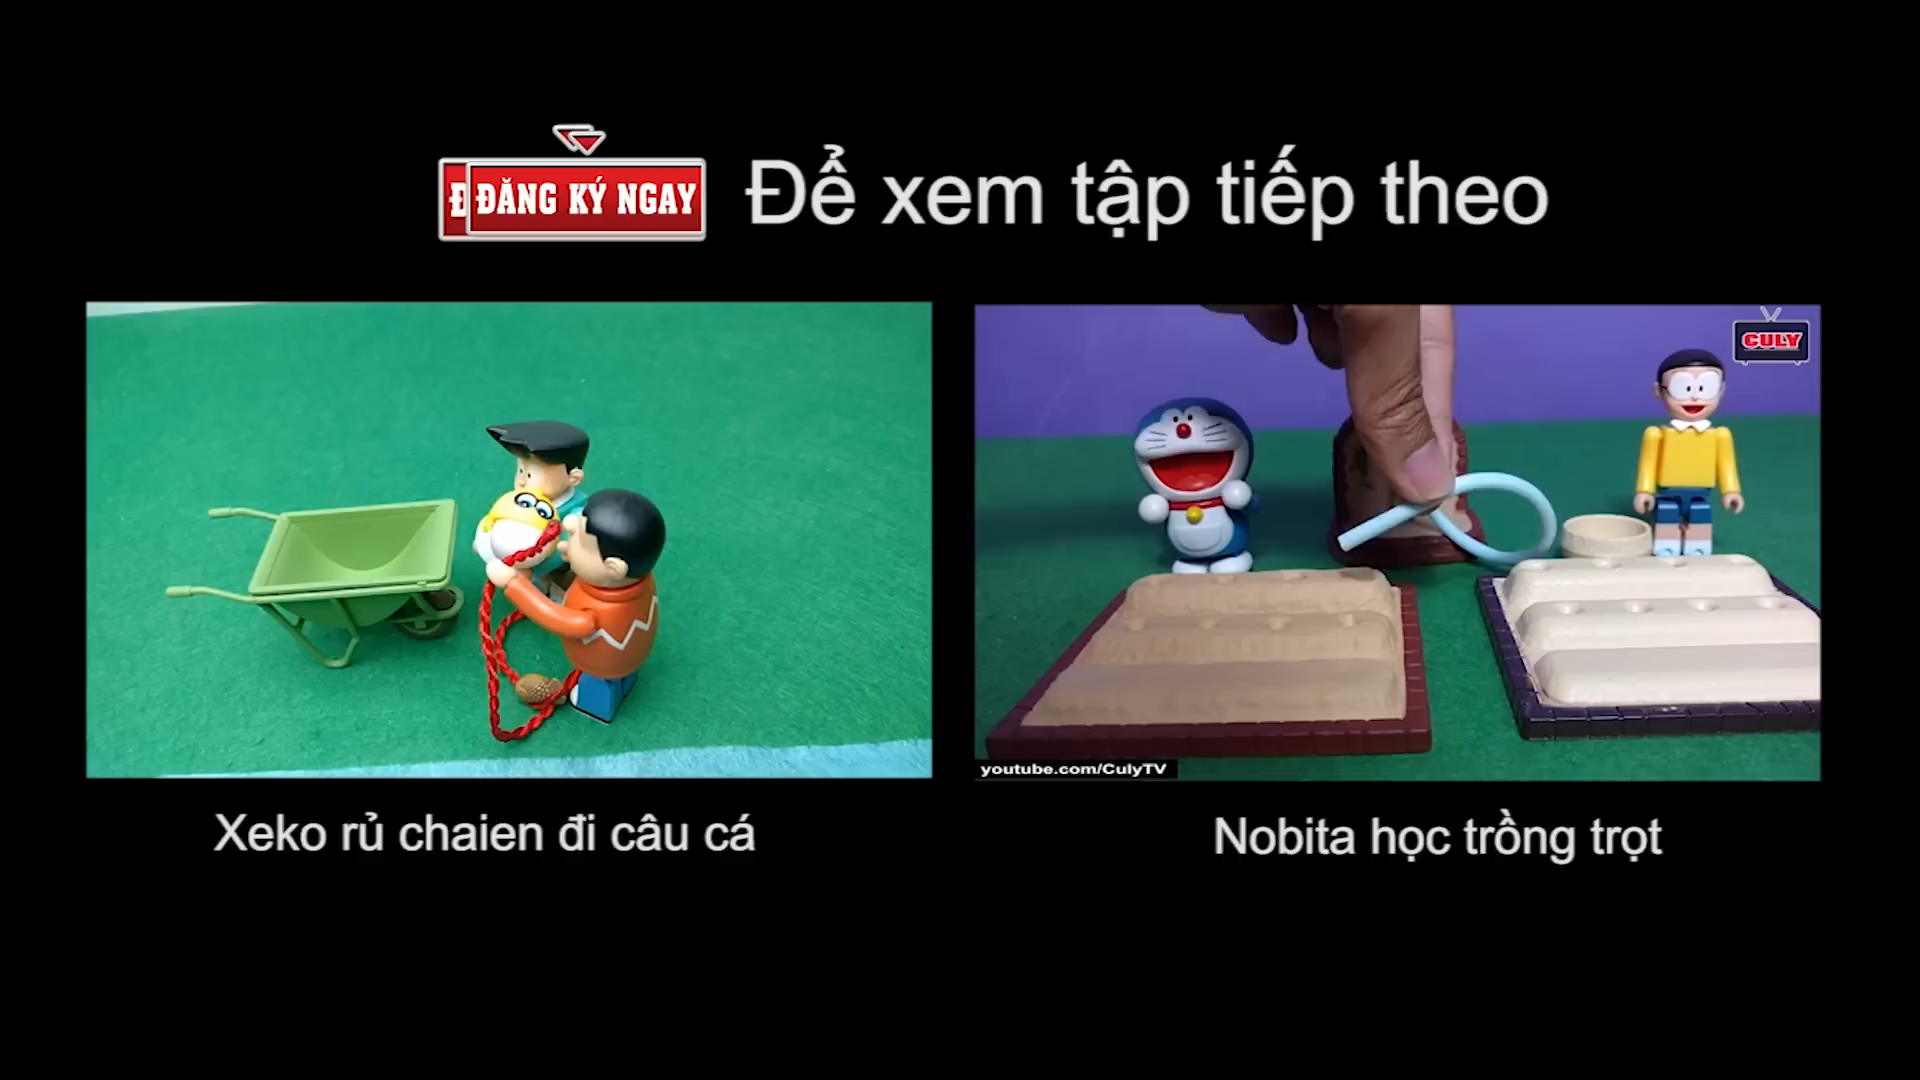 ĐĂNG KÝ NGAY
Để xem tập tiếp theo
CULY
youtube.com/CulyTV
Xeko rủ chaien đi câu cá
Nobita học trồng trọt